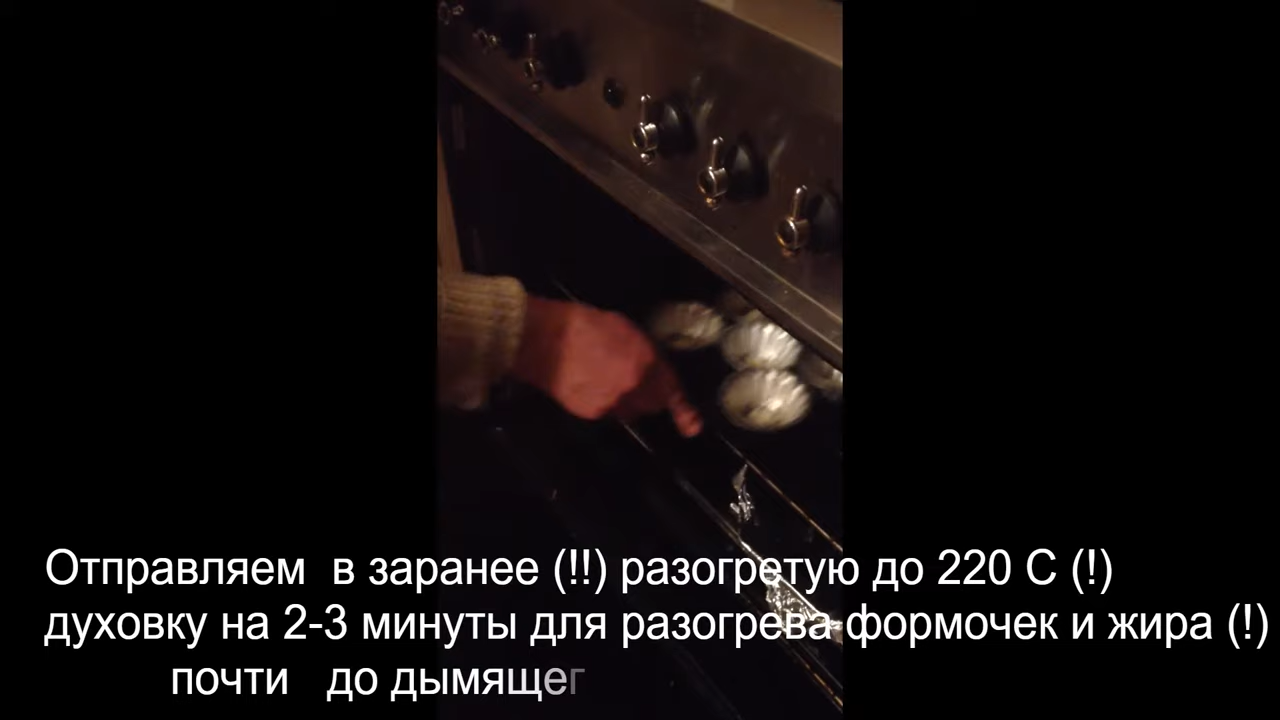 Отправляем в заранее (!!) разогретую до 220 С (!)
духовку на 2-3 минуты для разогрева формочек и жира (!)
почти до дымящег